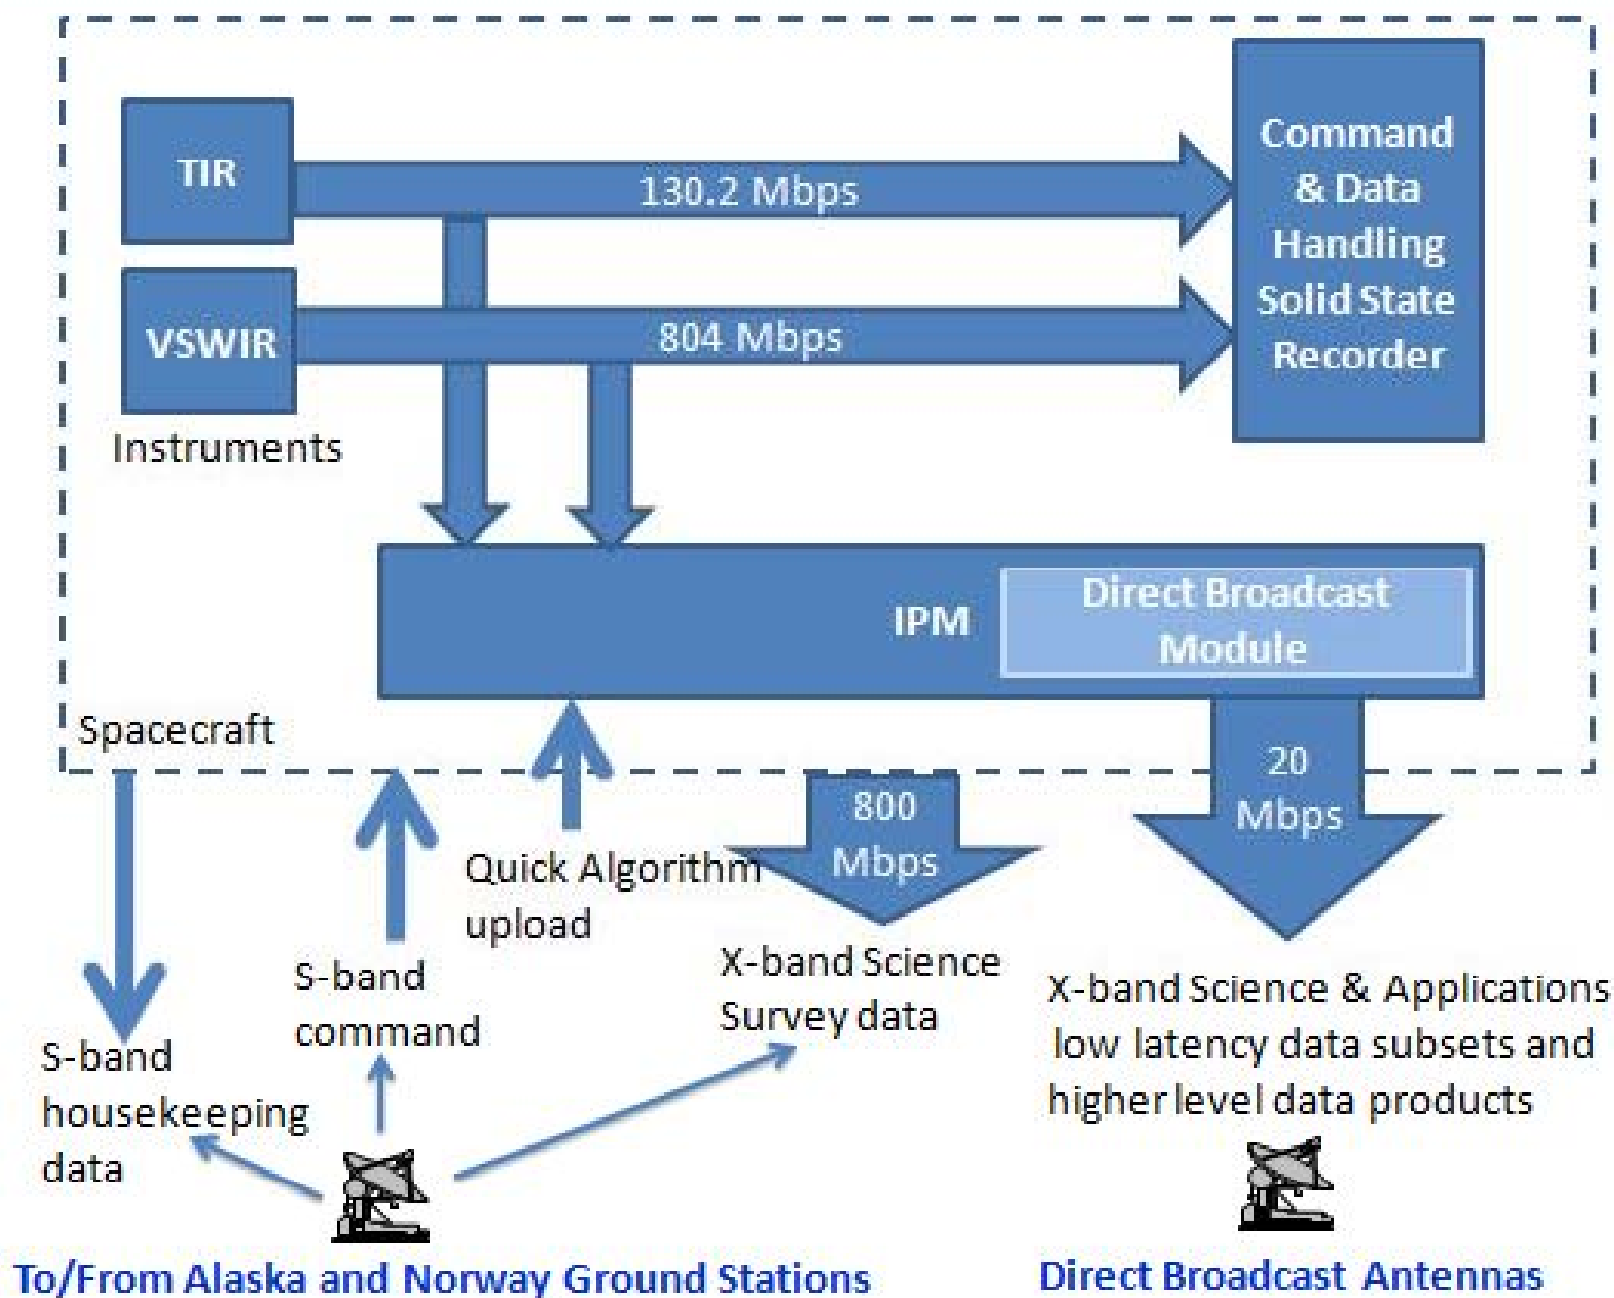 TIR
130.2 Mbps
Command
& Data
Handling
Solid State
Recorder
VSWIR
804 Mbps
Instruments
IPM
Direct Broadcast
Module
Spacecraft
20
Mbps
800
Mbps
Quick Algorithm
upload
S-band
command
X-band Science
Survey data
X-band Science & Applications
low latency data subsets and
higher level data products
S-band
housekeeping
data
To/From Alaska and Norway Ground Stations
Direct Broadcast Antennas